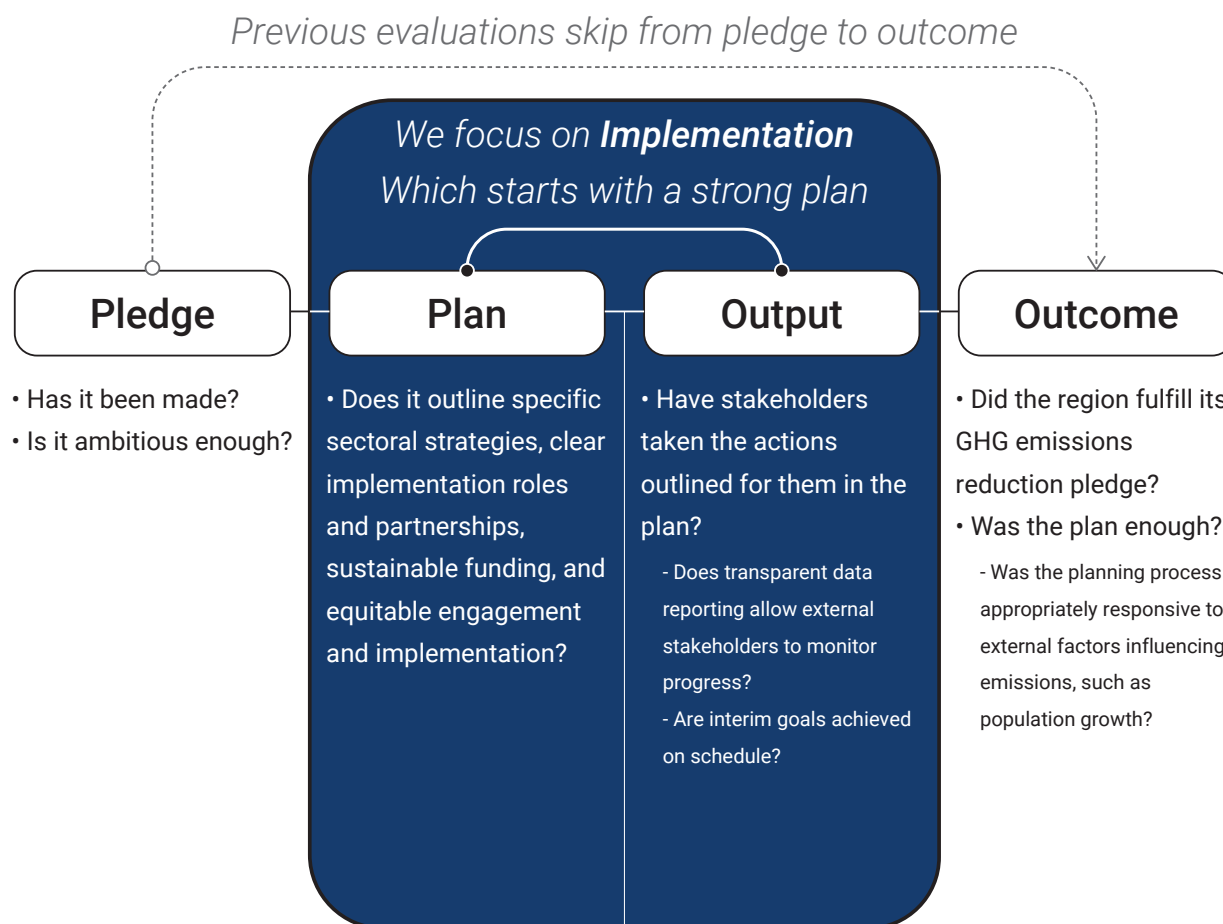 Previous evaluations skip from pledge to outcome
We focus on Implementation
Which starts with a strong plan
Pledge
• Has it been made?
• Is it ambitious enough?
Plan
• Does it outline specific
sectoral strategies, clear
implementation roles
and partnerships,
sustainable funding, and
equitable engagement
and implementation?
Output
• Have stakeholders
taken the actions
outlined for them in the
plan?
- Does transparent data
reporting allow external
stakeholders to monitor
progress?
- Are interim goals achieved
on schedule?
Outcome
• Did the region fulfill its
GHG emissions
reduction pledge?
• Was the plan enough?
- Was the planning process
appropriately responsive to
external factors influencing
emissions, such as
population growth?